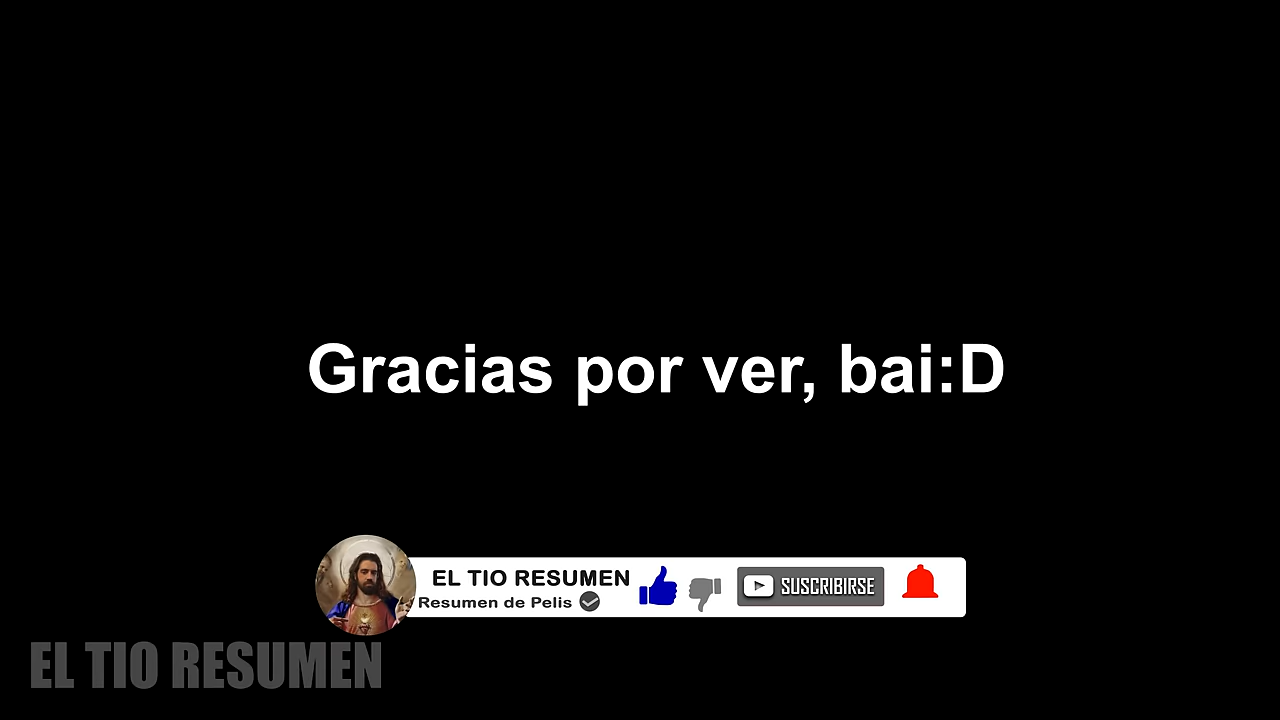 Gracias por ver, bai:D
EL TIO RESUMEN
Resumen de Pelis
SUSCRIBIRSE
EL TIO RESUMEN